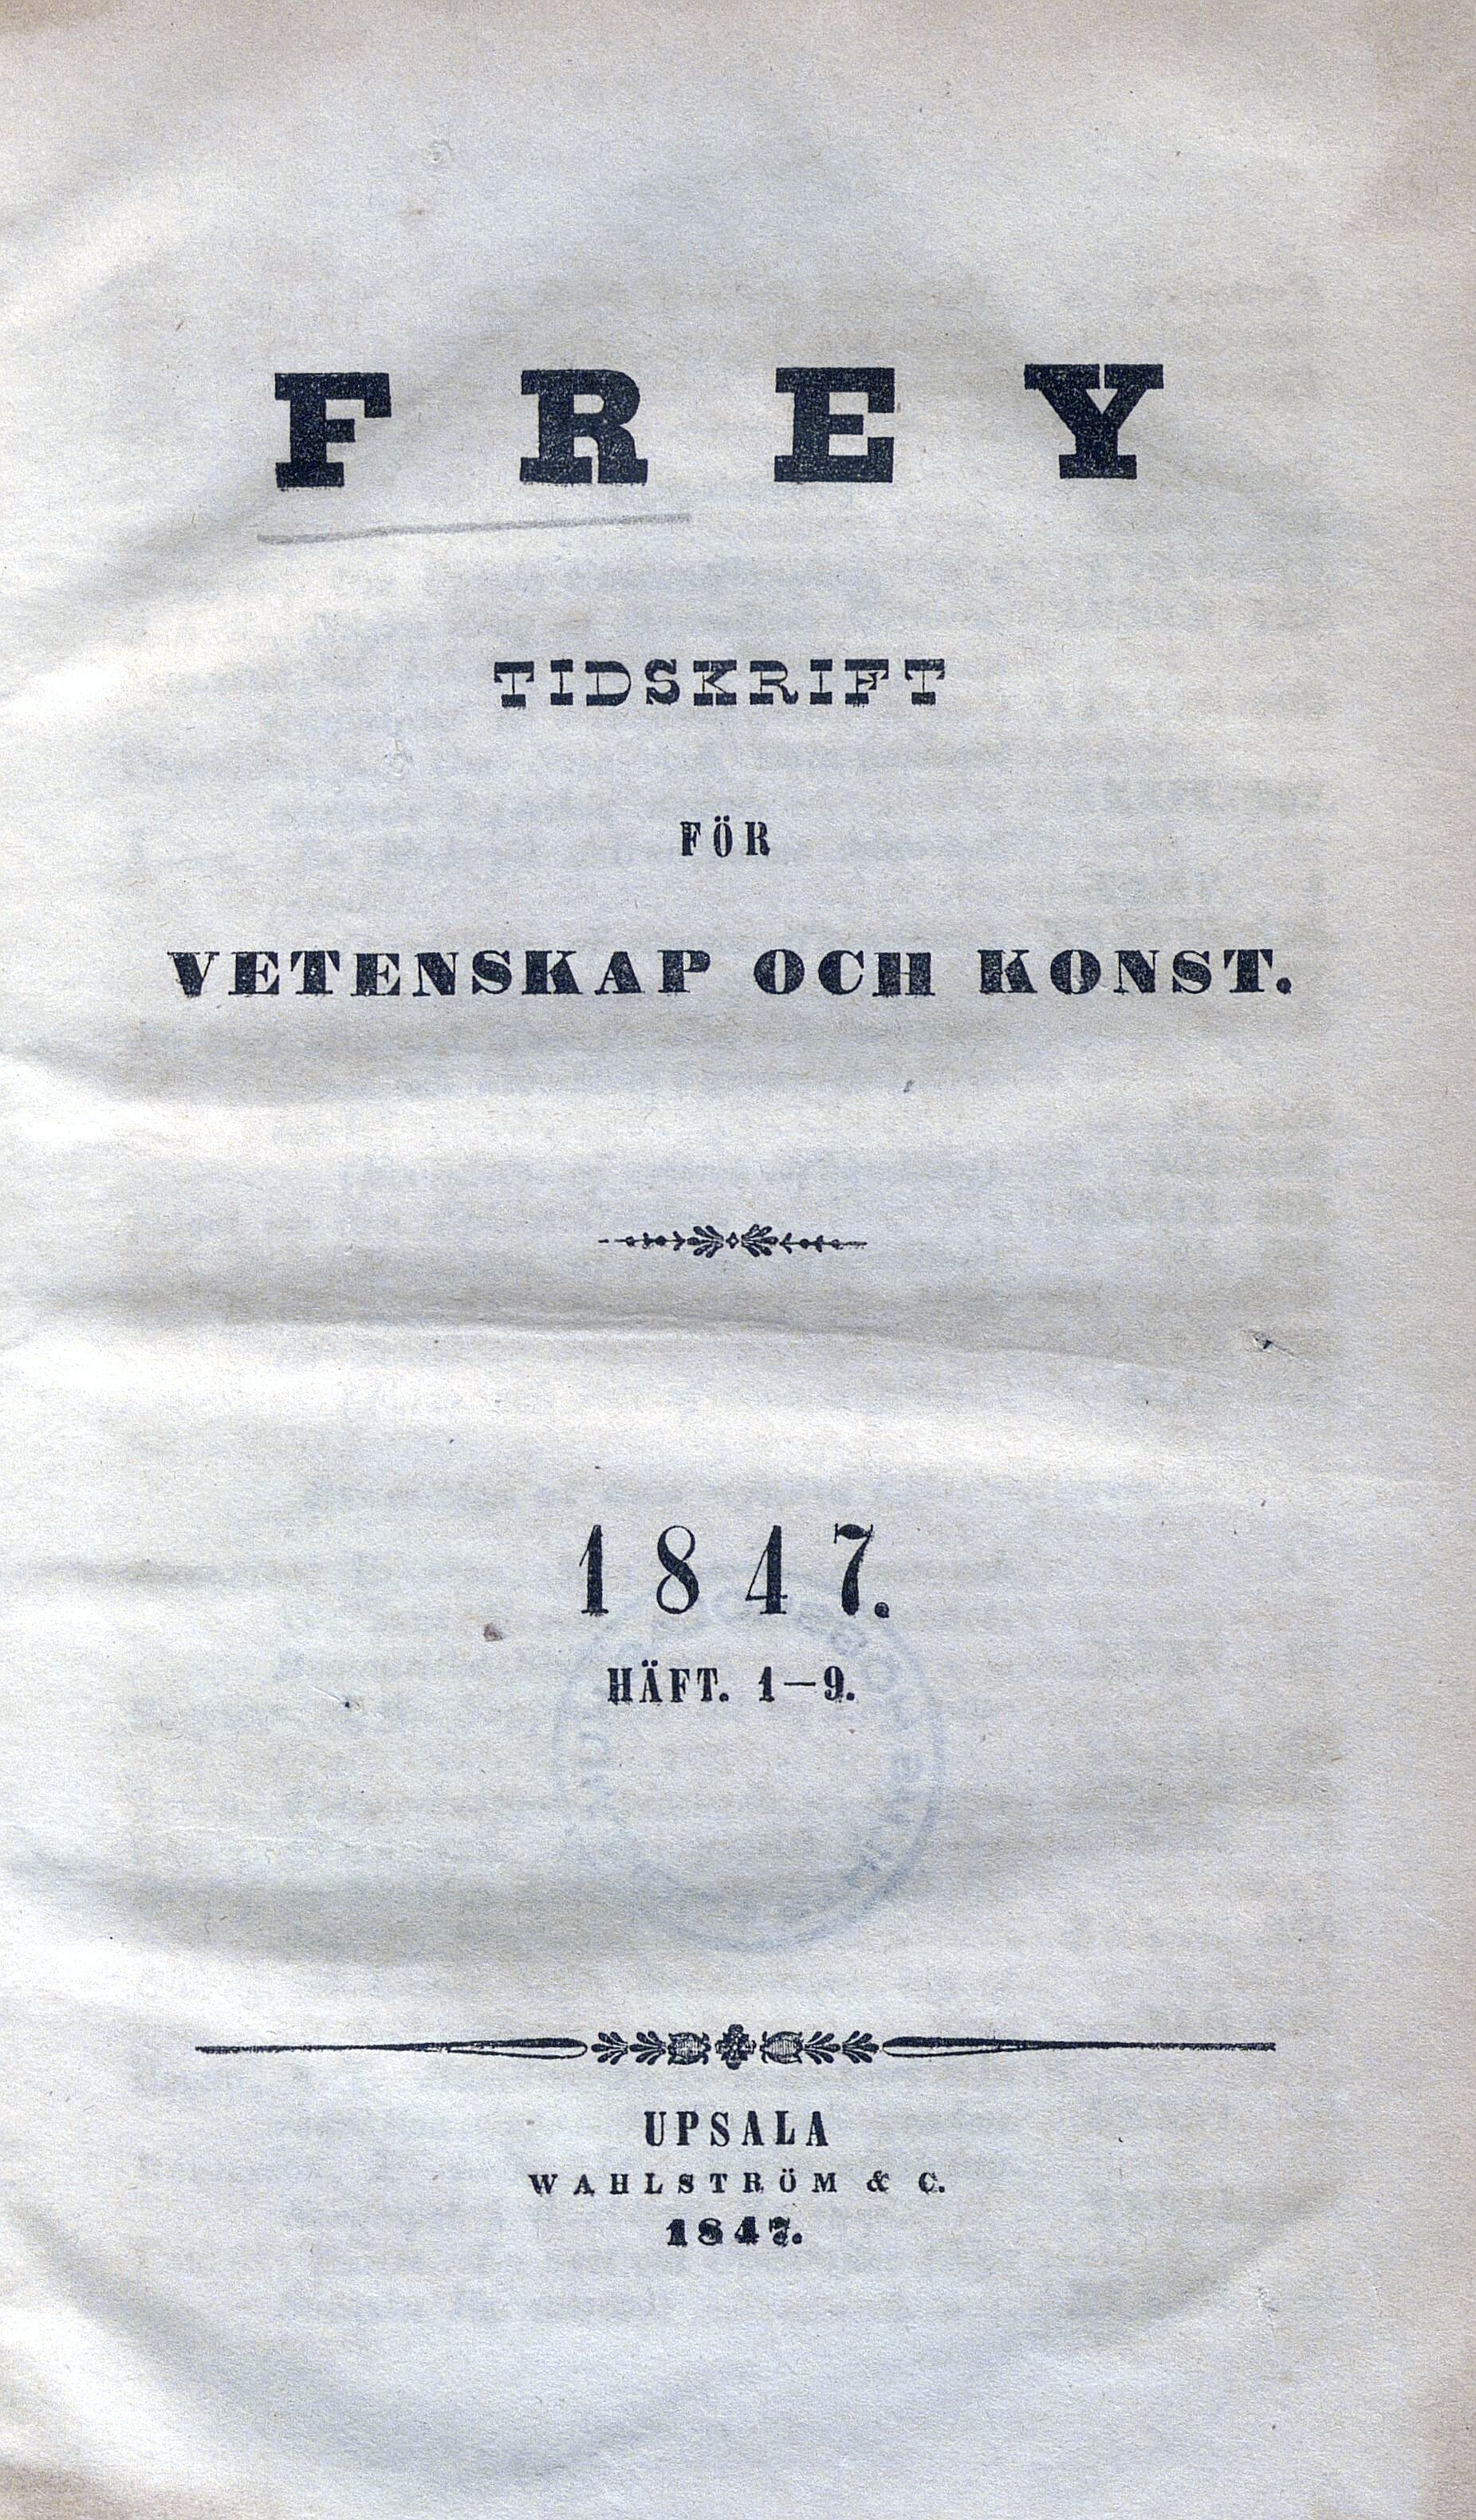 FREY
TIDSKRIFT
FÖR
VETENSKAP OCH KONST.
1847.
HÄFT. 1—9.
UPSALA
WAHLSTRÖM & C.
1847.